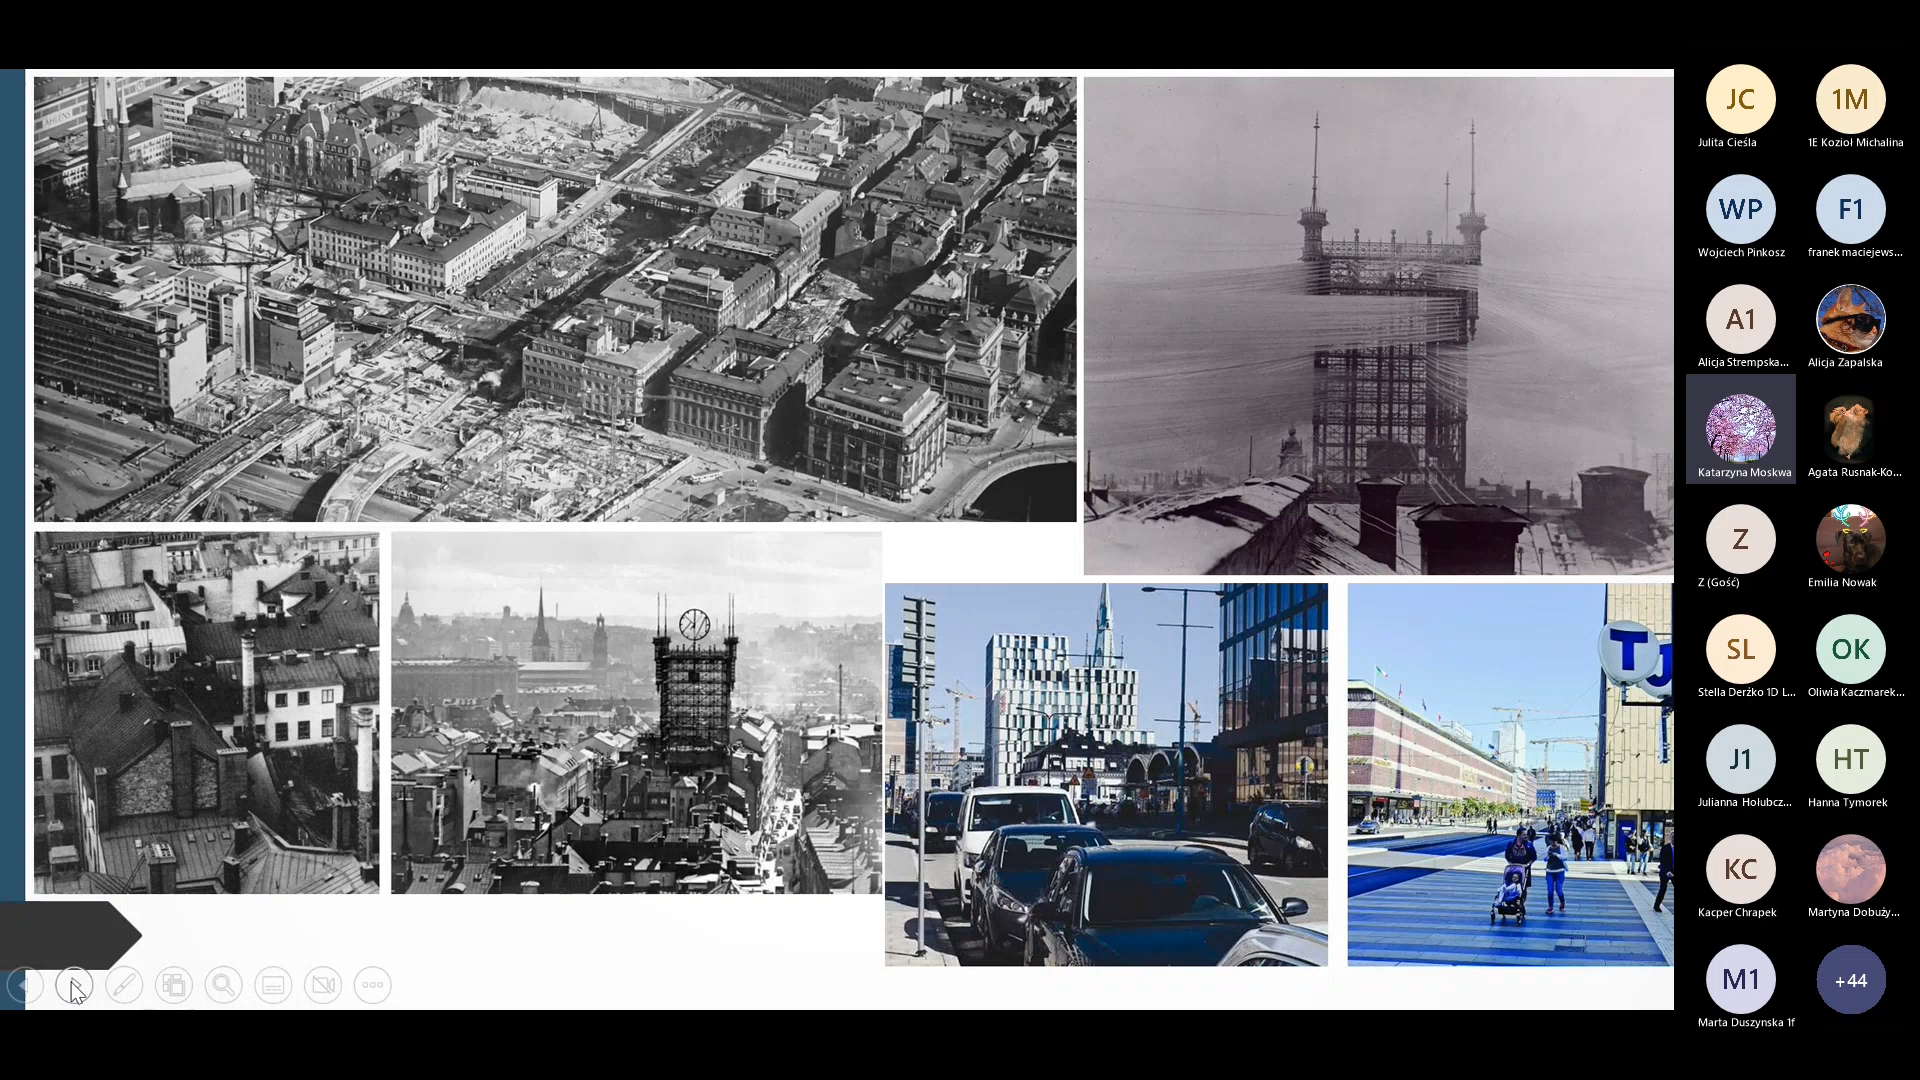 JC
Julita Cieśla
1M
1E Kozioł Michalina
WP
Wojciech Pinkosz
F1
franek maciejews...
A1
Alicja Strempska...
Alicja Zapalska
Katarzyna Moskwa
Agata Rusnak-Ko...
Z
Z (Gość)
Emilia Nowak
SL
Stella Derżko 1D L...
OK
Oliwia Kaczmarek...
J1
Julianna Hołubcz...
HT
Hanna Tymorek
KC
Kacper Chrapek
Martyna Dobuży...
M1
Marta Duszynska 1f
+44
T